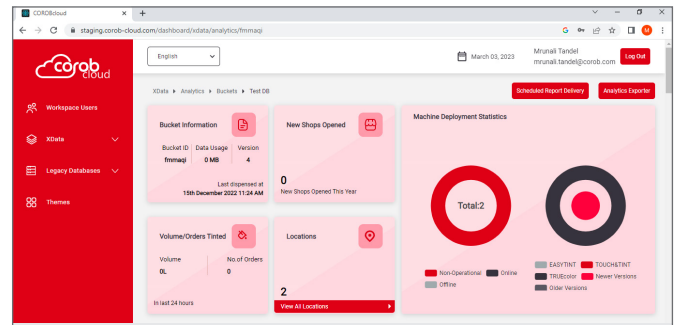 COROBcloud
staging.corob-cloud.com/dashboard/xdata/analytics/fmmaqi
M
corob
cloud
English
March 03, 2023
Mrunali Tandel
mrunali.tandel@corob.com
Log Out
Workspace Users
XData
Legacy Databases
Themes
XData Analytics Buckets Test DB
Scheduled Report Delivery
Analytics Exporter
Bucket Information
Bucket ID Data Usage Version
fmmaqi 0 MB 4
Last dispensed at
15th December 2022 11:24 AM
New Shops Opened
0
New Shops Opened This Year
Volume/Orders Tinted
Volume No.of Orders
0L 0
In last 24 hours
Locations
2
View All Locations
Machine Deployment Statistics
Total:2
Non-Operational Online
Offline
EASYTINT TOUCH&TINT
TRUEcolor Newer Versions
Older Versions